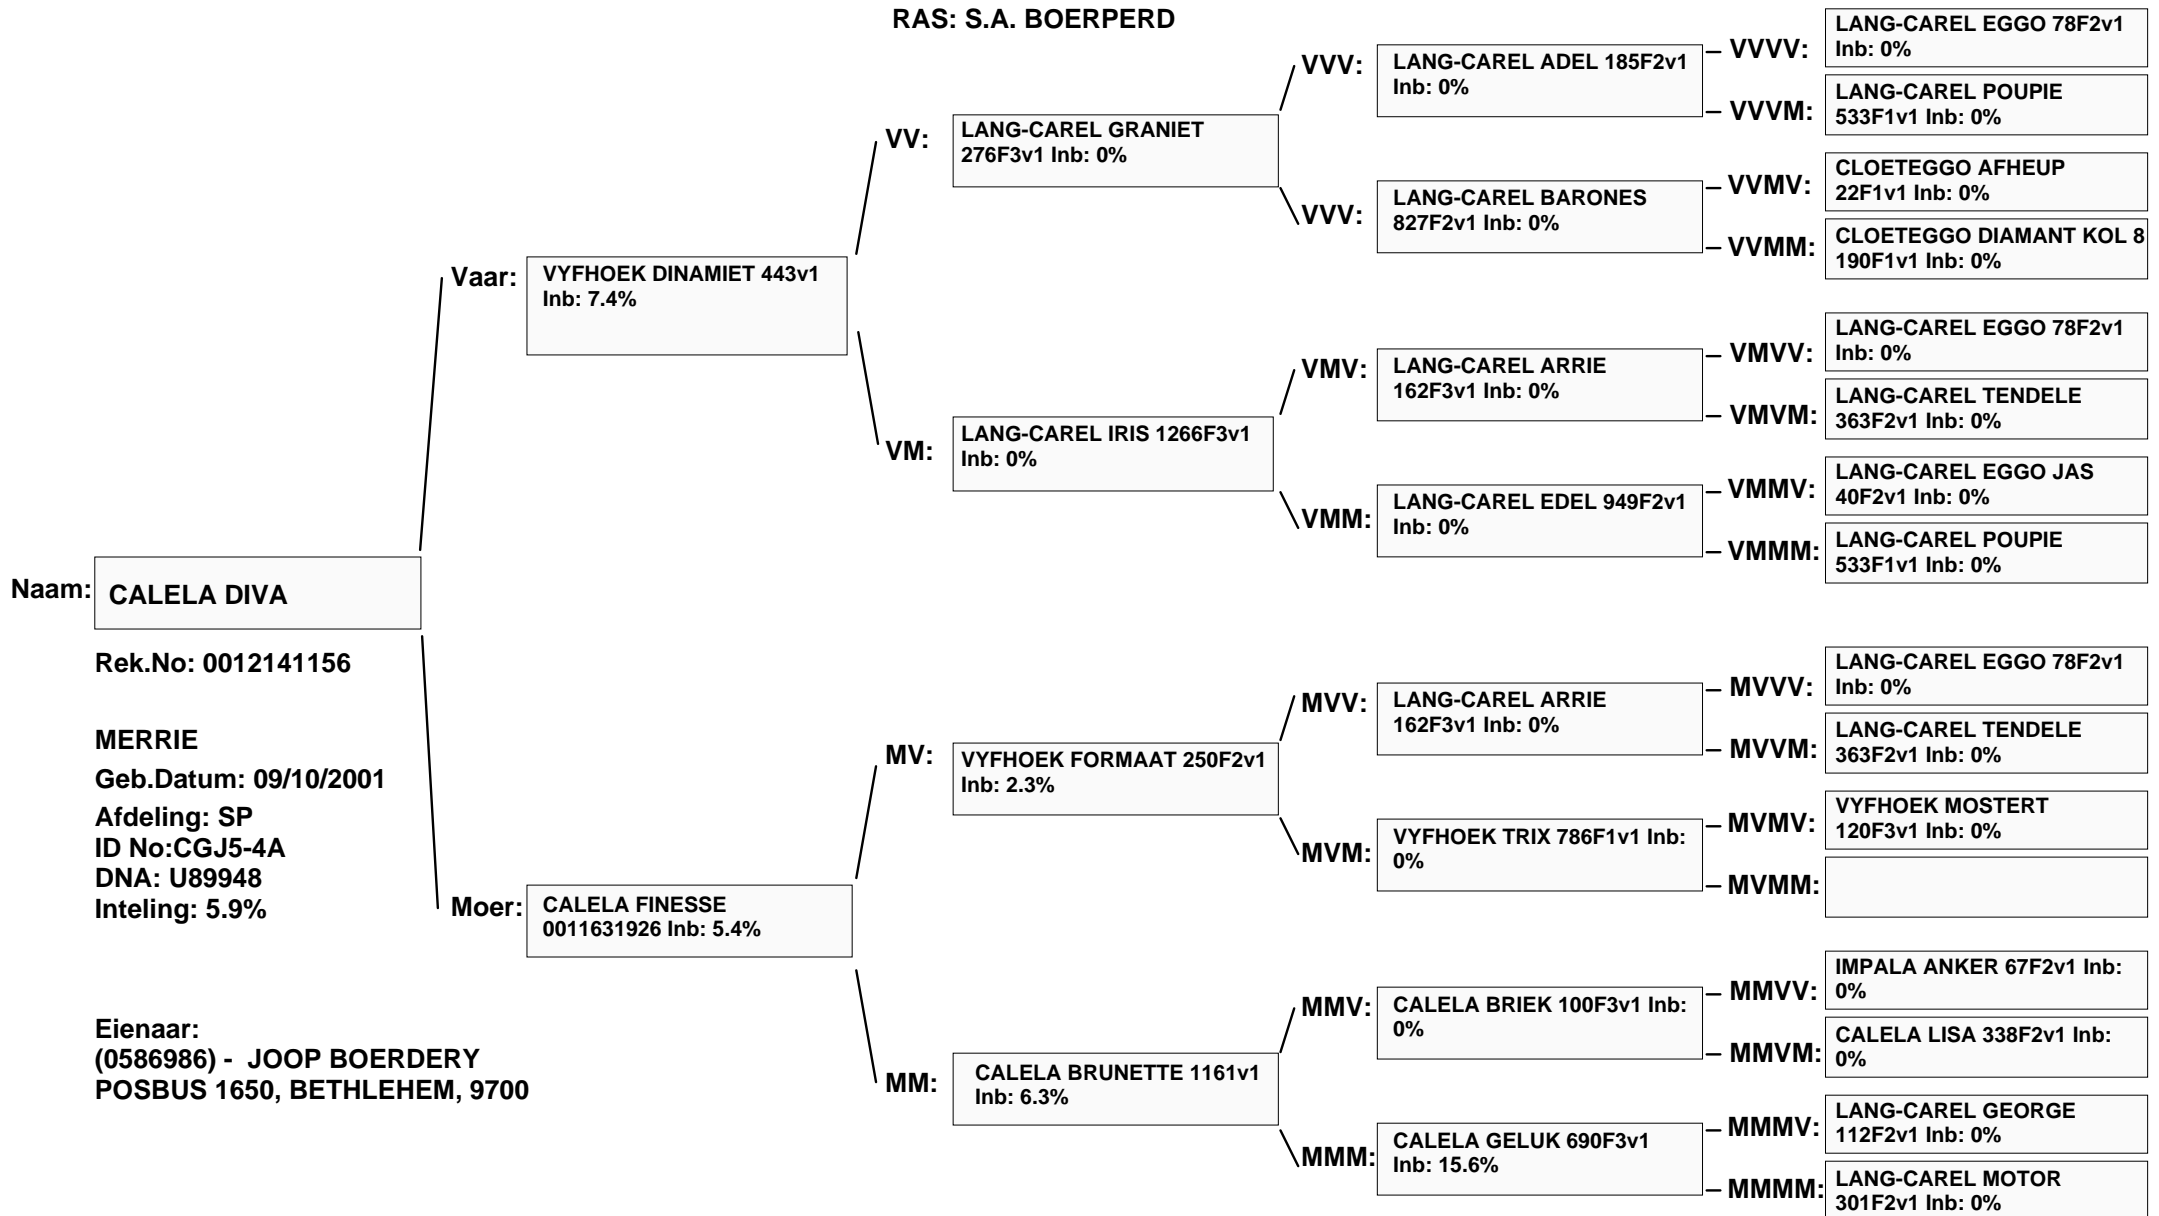 RAS: S.A. BOERPERD
Naam:
CALELA DIVA
Rek.No: 0012141156
MERRIE
Geb.Datum: 09/10/2001
Afdeling: SP
ID No:CGJ5-4A
DNA: U89948
Inteling: 5.9%
Eienaar:
(0586986) -  JOOP BOERDERY
POSBUS 1650, BETHLEHEM, 9700
Vaar:
VYFHOEK DINAMIET 443v1
Inb: 7.4%
Moer:
CALELA FINESSE
0011631926 Inb: 5.4%
VV:
LANG-CAREL GRANIET
276F3v1 Inb: 0%
VM:
LANG-CAREL IRIS 1266F3v1
Inb: 0%
MV:
VYFHOEK FORMAAT 250F2v1
Inb: 2.3%
MM:
CALELA BRUNETTE 1161v1
Inb: 6.3%
VVV:
LANG-CAREL ADEL 185F2v1
Inb: 0%
VVV:
LANG-CAREL BARONES
827F2v1 Inb: 0%
VMV:
LANG-CAREL ARRIE
162F3v1 Inb: 0%
VMM:
LANG-CAREL EDEL 949F2v1
Inb: 0%
MVV:
LANG-CAREL ARRIE
162F3v1 Inb: 0%
MVM:
VYFHOEK TRIX 786F1v1 Inb:
0%
MMV:
CALELA BRIEK 100F3v1 Inb:
0%
MMM:
CALELA GELUK 690F3v1
Inb: 15.6%
VVVV:
LANG-CAREL EGGO 78F2v1
Inb: 0%
VVVM:
LANG-CAREL POUPIE
533F1v1 Inb: 0%
VVMV:
CLOETEGGO AFHEUP
22F1v1 Inb: 0%
VVMM:
CLOETEGGO DIAMANT KOL 8
190F1v1 Inb: 0%
VMVV:
LANG-CAREL EGGO 78F2v1
Inb: 0%
VMVM:
LANG-CAREL TENDELE
363F2v1 Inb: 0%
VMMV:
LANG-CAREL EGGO JAS
40F2v1 Inb: 0%
VMMM:
LANG-CAREL POUPIE
533F1v1 Inb: 0%
MVVV:
LANG-CAREL EGGO 78F2v1
Inb: 0%
MVVM:
LANG-CAREL TENDELE
363F2v1 Inb: 0%
MVMV:
VYFHOEK MOSTERT
120F3v1 Inb: 0%
MVMM:
MMVV:
IMPALA ANKER 67F2v1 Inb:
0%
MMVM:
CALELA LISA 338F2v1 Inb:
0%
MMMV:
LANG-CAREL GEORGE
112F2v1 Inb: 0%
MMMM:
LANG-CAREL MOTOR
301F2v1 Inb: 0%